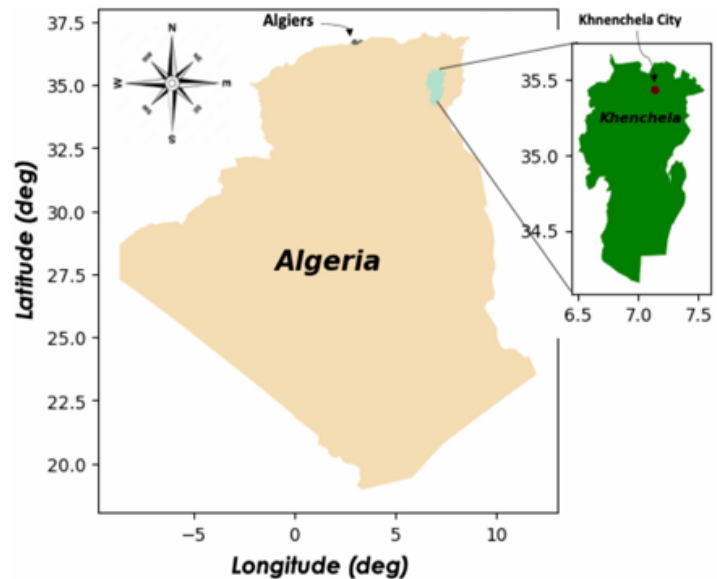 Algiers
Khnenchela City
Khenchela
Algeria
N
W
E
S
37.5
35.0
32.5
30.0
27.5
25.0
22.5
20.0
Latitude (deg)
−5
0
5
10
Longitude (deg)
35.5
35.0
34.5
6.5
7.0
7.5